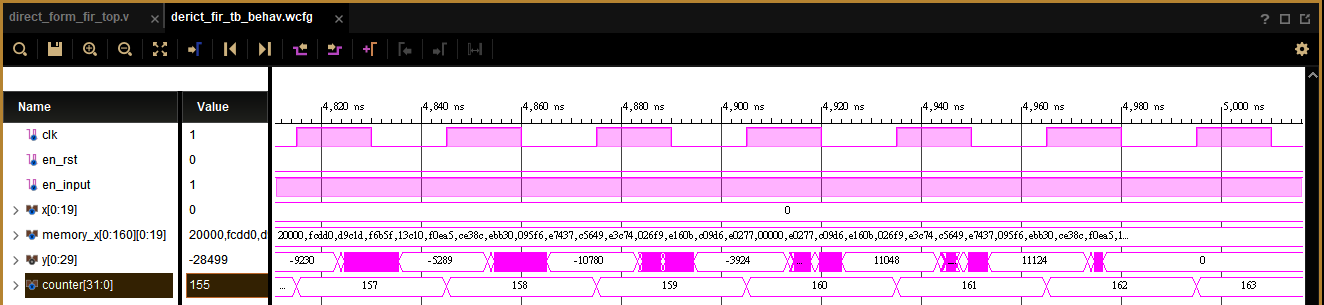 direct_form_fir_top.v × derict_fir_tb_behav.wcfg × ?
Name Value
4,820 ns 4,840 ns 4,860 ns 4,880 ns 4,900 ns 4,920 ns 4,940 ns 4,960 ns 4,980 ns 5,000 ns
clk 1
en_rst 0
en_input 1
x[0:19] 0 0
memory_x[0:160][0:19] 20000,fcdd0,d 20000,fcdd0,d9c1d,f6b5f,13c10,f0ea5,ce38c,ebb30,095f6,e7437,c5649,e3c74,026f9,e160b,c09d6,e0277,00000,e0277,c09d6,e160b,026f9,e3c74,c5649,e7437,095f6,ebb30,ce38c,f0ea5,1...
y[0:29] -28499 -9230 -5289 -10780 -3924 11048 11124 0
counter[31:0] 155 ... 157 158 159 160 161 162 163